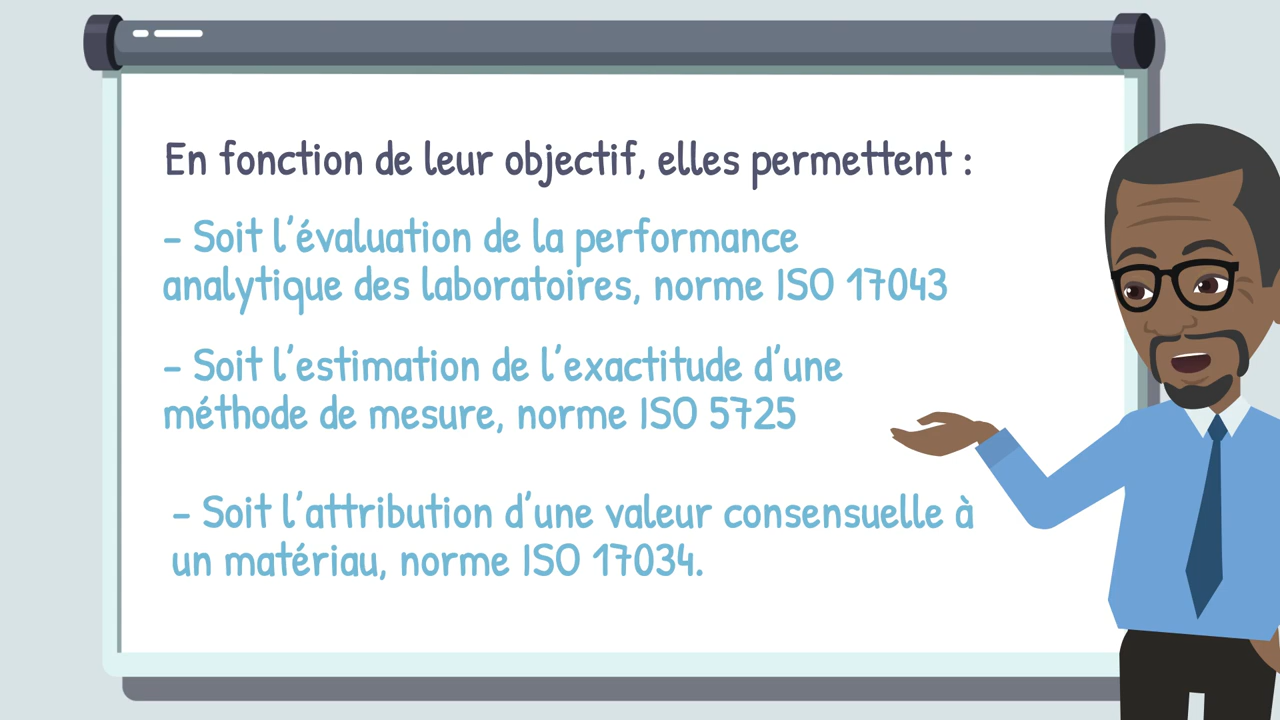 En fonction de leur objectif, elles permettent :
- Soit l'évaluation de la performance
analytique des laboratoires, norme ISO 17043
- Soit l'estimation de l'exactitude d'une
méthode de mesure, norme ISO 5725
- Soit l'attribution d'une valeur consensuelle à
un matériau, norme ISO 17034.